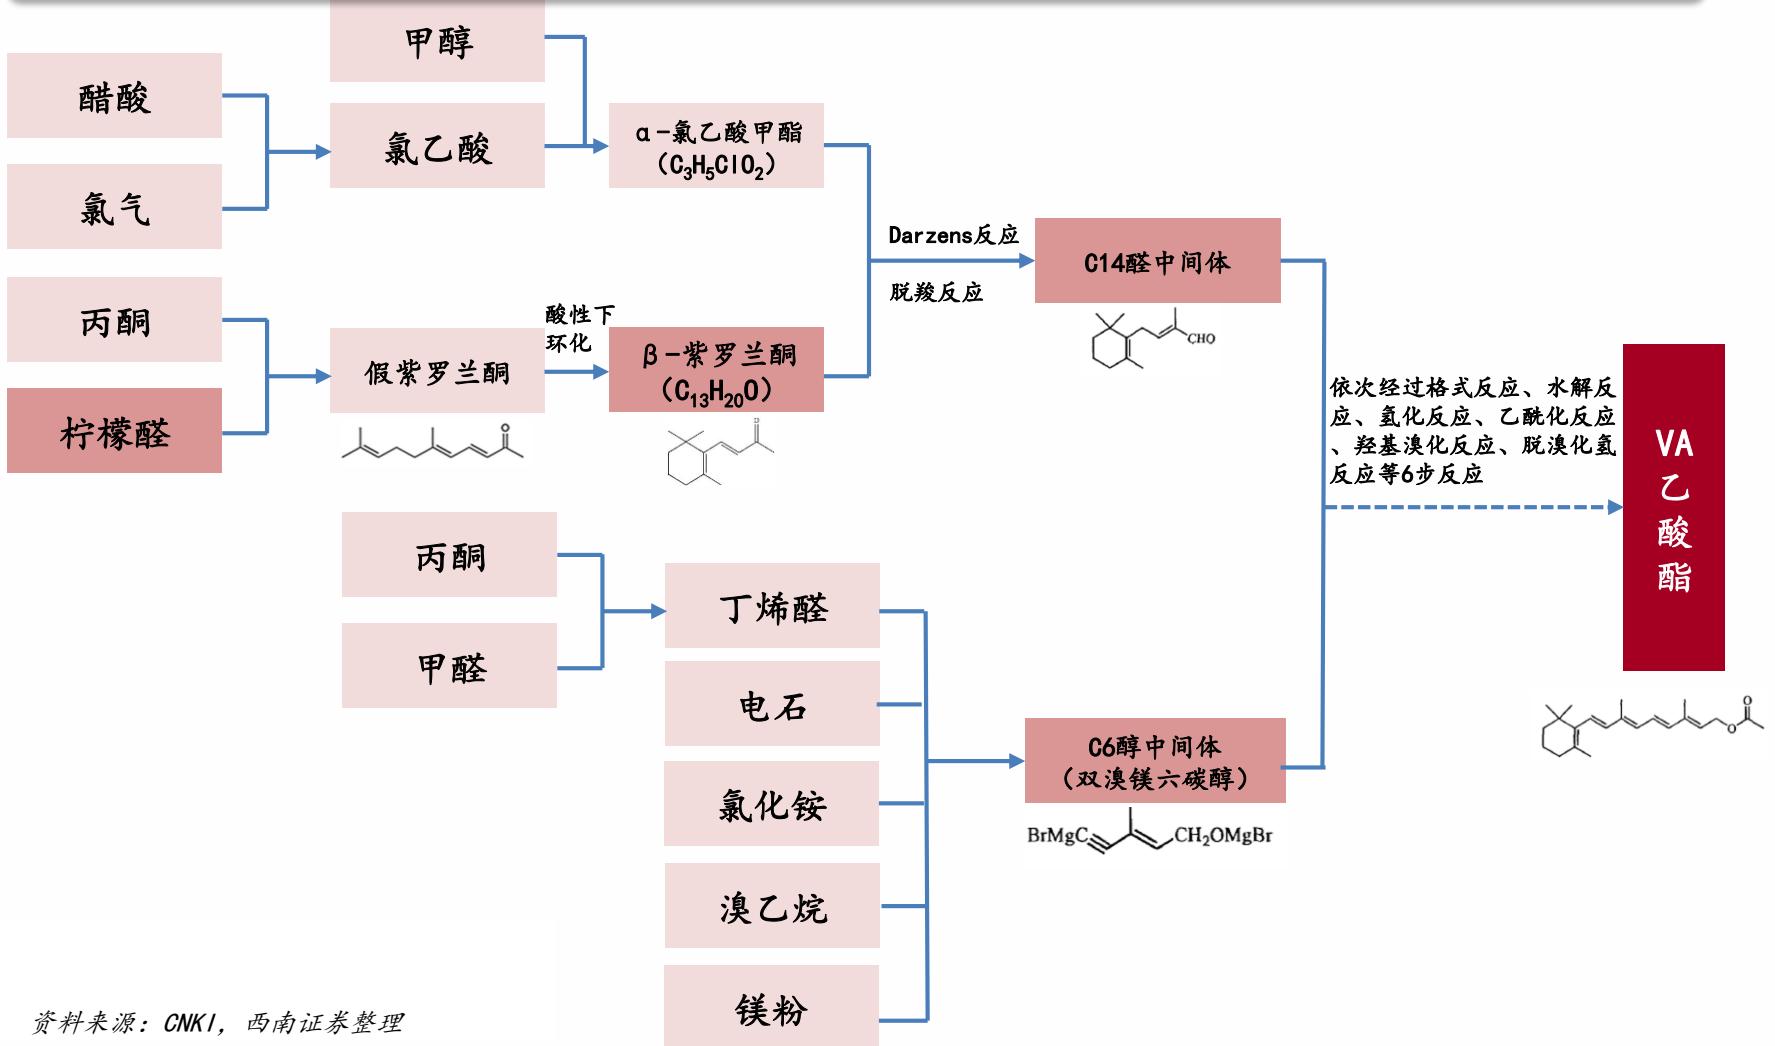 甲醇
醋酸
氯乙酸
α-氯乙酸甲酯
（C3H5ClO2）
氯气
Darzens反应
脱羧反应
C14醛中间体
CHO
丙酮
柠檬醛
假紫罗兰酮
O
酸性下
环化
β-紫罗兰酮
（C13H20O）
O
依次经过格式反应、水解反
应、氢化反应、乙酰化反应
、羟基溴化反应、脱溴化氢
反应等6步反应
VA
乙
酸
酯
O
O
丙酮
甲醛
丁烯醛
电石
氯化铵
溴乙烷
镁粉
C6醇中间体
（双溴镁六碳醇）
BrMgC
CH2OMgBr
资料来源：CNKI，西南证券整理